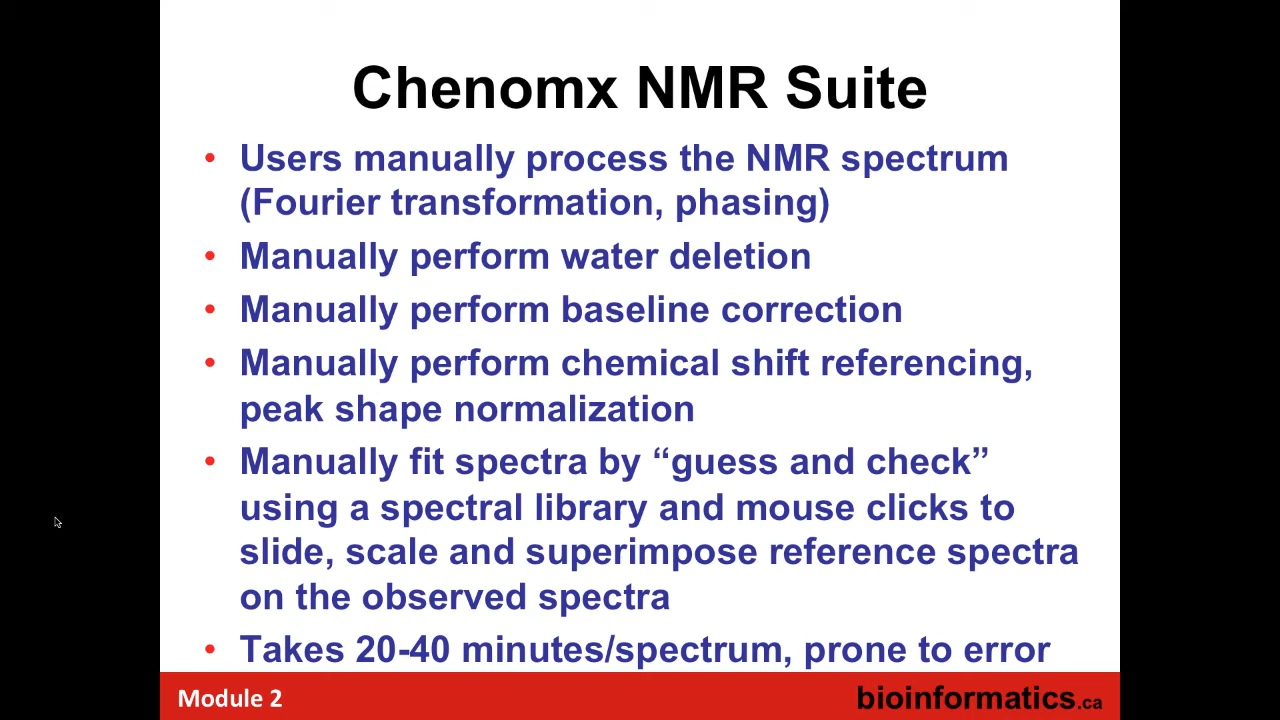 Chenomx NMR Suite
• Users manually process the NMR spectrum
(Fourier transformation, phasing)
• Manually perform water deletion
• Manually perform baseline correction
• Manually perform chemical shift referencing,
peak shape normalization
• Manually fit spectra by “guess and check”
using a spectral library and mouse clicks to
slide, scale and superimpose reference spectra
on the observed spectra
• Takes 20-40 minutes/spectrum, prone to error
Module 2
bioinformatics.ca